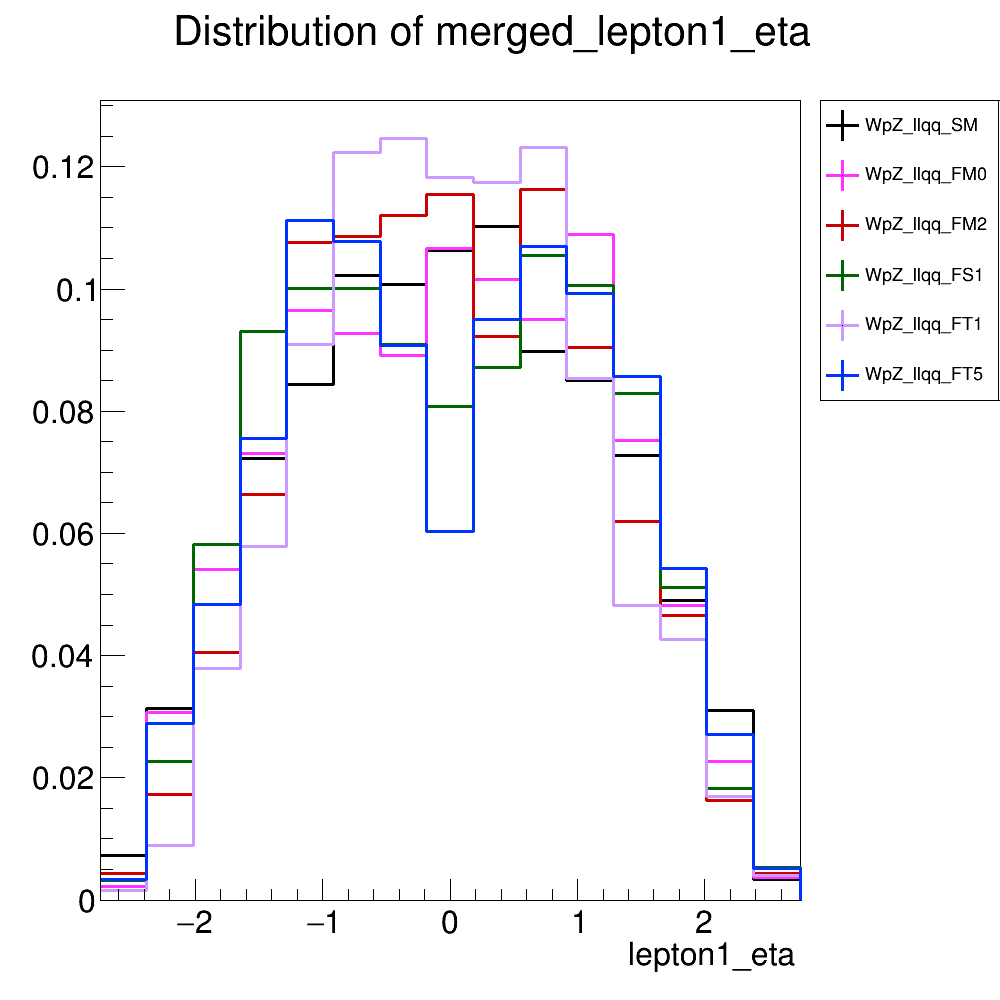 Distribution of merged_lepton1_eta
0.12
0.1
0.08
0.06
0.04
0.02
0
−2 −1 0 1 2
lepton1_eta
WpZ_llqq_SM
WpZ_llqq_FM0
WpZ_llqq_FM2
WpZ_llqq_FS1
WpZ_llqq_FT1
WpZ_llqq_FT5